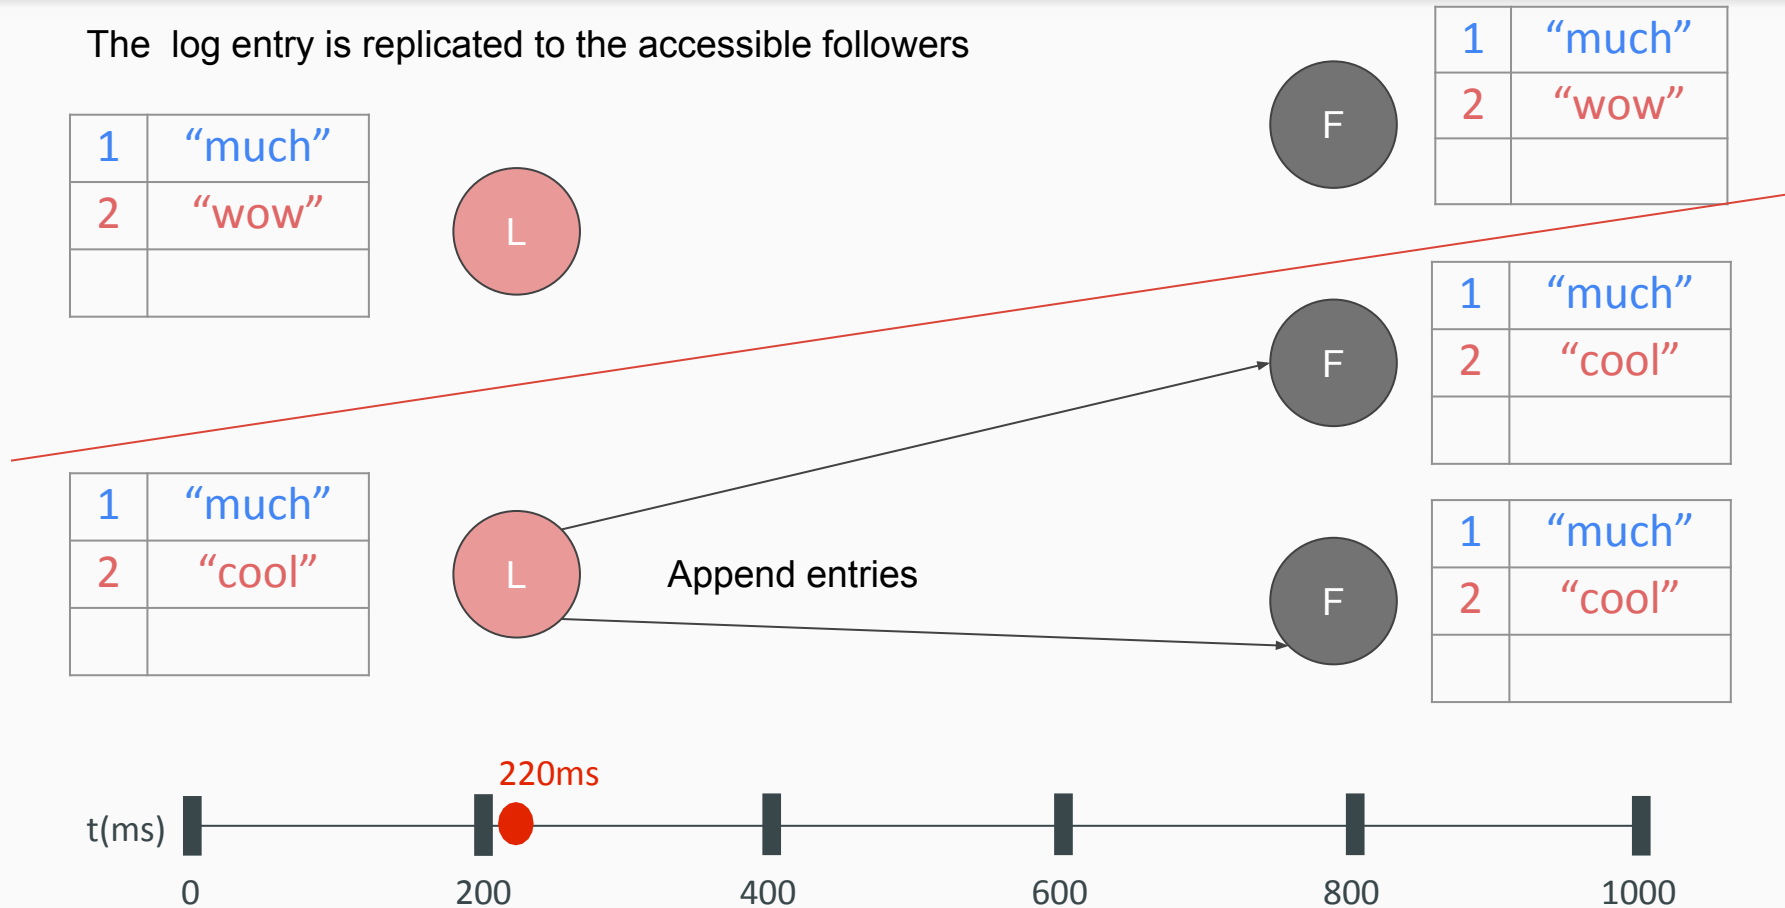 The  log entry is replicated to the accessible followers
1 “much”
2 “wow”
L
F
1 “much”
2 “wow”
F
1 “much”
2 “cool”
1 “much”
2 “cool”
L
Append entries
F
1 “much”
2 “cool”
220ms
t(ms)
0 200 400 600 800 1000